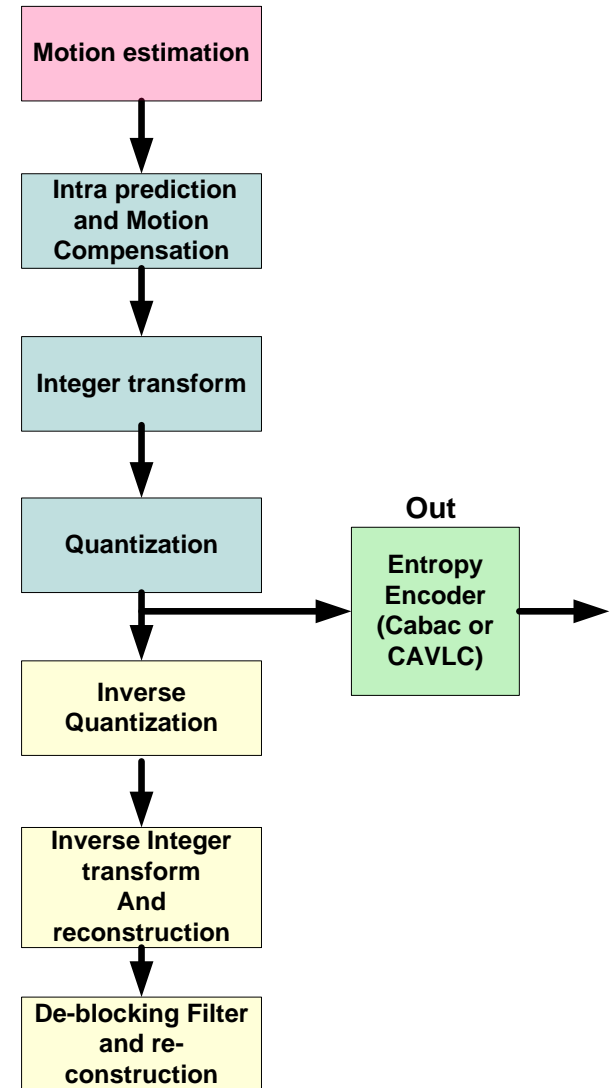 Motion estimation
Intra prediction
and Motion
Compensation
Integer transform
Quantization
Out
Entropy
Encoder
(Cabac or
CAVLC)
Inverse
Quantization
Inverse Integer
transform
And
reconstruction
De-blocking Filter
and re-
construction